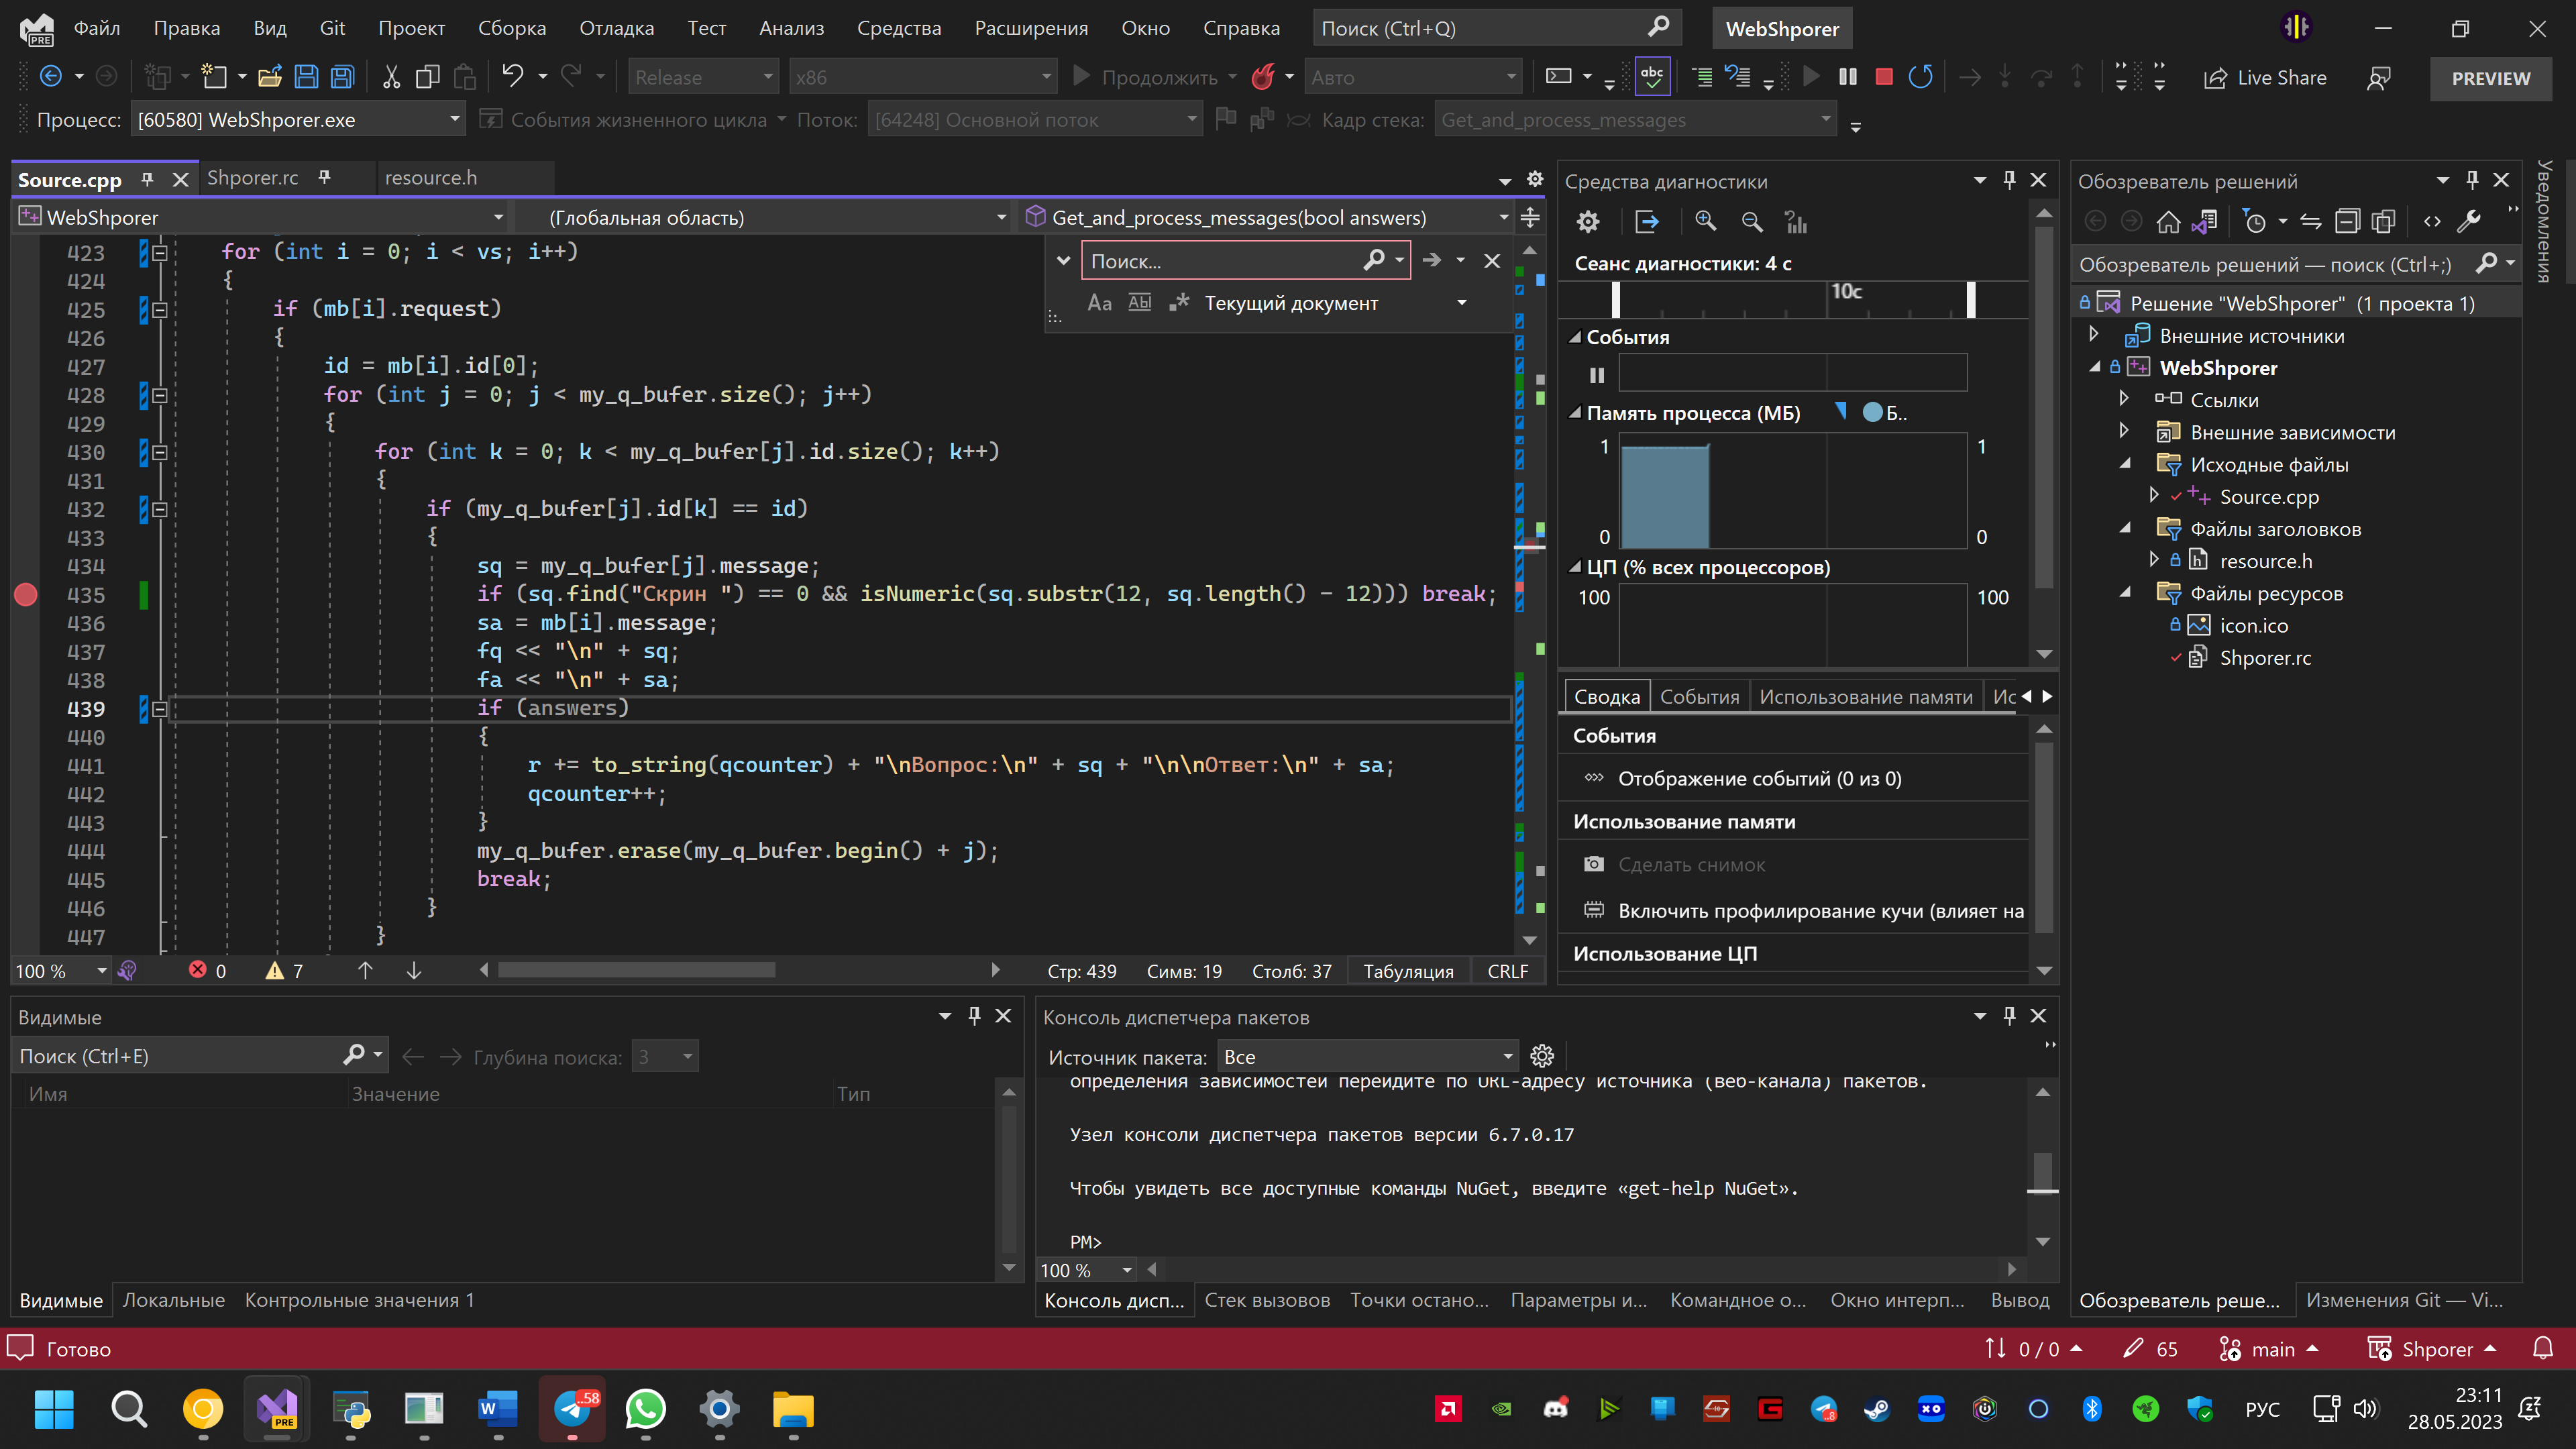 Файл Правка Вид Git Проект Сборка Отладка Тест Анализ Средства Расширения Окно Справка Поиск (Ctrl+Q) WebShporer
PRE
Release x86 Продолжить Авто abc Live Share PREVIEW
Процесс: [60580] WebShporer.exe События жизненного цикла Поток: [64248] Основной поток Кадр стека: Get_and_process_messages
Source.cpp Shporer.rc resource.h
WebShporer (Глобальная область) Get_and_process_messages(bool answers)
Поиск...
Aa Текущий документ
423 for (int i = 0; i < vs; i++)
424 {
425 if (mb[i].request)
426 {
427 id = mb[i].id[0];
428 for (int j = 0; j < my_q_bufer.size(); j++)
429 {
430 for (int k = 0; k < my_q_bufer[j].id.size(); k++)
431 {
432 if (my_q_bufer[j].id[k] == id)
433 {
434 sq = my_q_bufer[j].message;
435 if (sq.find("Скрин ") == 0 && isNumeric(sq.substr(12, sq.length() - 12))) break;
436 sa = mb[i].message;
437 fq << "\n" + sq;
438 fa << "\n" + sa;
439 if (answers)
440 {
441 r += to_string(qcounter) + "\nВопрос:\n" + sq + "\n\nОтвет:\n" + sa;
442 qcounter++;
443 }
444 my_q_bufer.erase(my_q_bufer.begin() + j);
445 break;
446 }
447 }
100 % 0 7 Стр: 439 Симв: 19 Столб: 37 Табуляция CRLF
Средства диагностики
Сеанс диагностики: 4 с
10с
События
Память процесса (МБ) Б..
1 1
0 0
ЦП (% всех процессоров)
100 100
Сводка События Использование памяти Ис
События
Отображение событий (0 из 0)
Использование памяти
Сделать снимок
Включить профилирование кучи (влияет на
Использование ЦП
Обозреватель решений
Обозреватель решений — поиск (Ctrl+;)
Решение "WebShporer" (1 проекта 1)
Внешние источники
WebShporer
Ссылки
Внешние зависимости
Исходные файлы
Source.cpp
Файлы заголовков
resource.h
Файлы ресурсов
icon.ico
Shporer.rc
Уведомления
Видимые
Поиск (Ctrl+E) Глубина поиска: 3
Имя Значение Тип
Видимые Локальные Контрольные значения 1
Консоль диспетчера пакетов
Источник пакета: Все
определения зависимостей перейдите по URL-адресу источника (веб-канала) пакетов.
Узел консоли диспетчера пакетов версии 6.7.0.17
Чтобы увидеть все доступные команды NuGet, введите «get-help NuGet».
PM>
100 %
Консоль дисп... Стек вызовов Точки остано... Параметры и... Командное о... Окно интерп... Вывод
Обозреватель реше... Изменения Git — Vi...
Готово 0 / 0 65 main Shporer
PRE W 58 8 XO РУС 23:11
28.05.2023